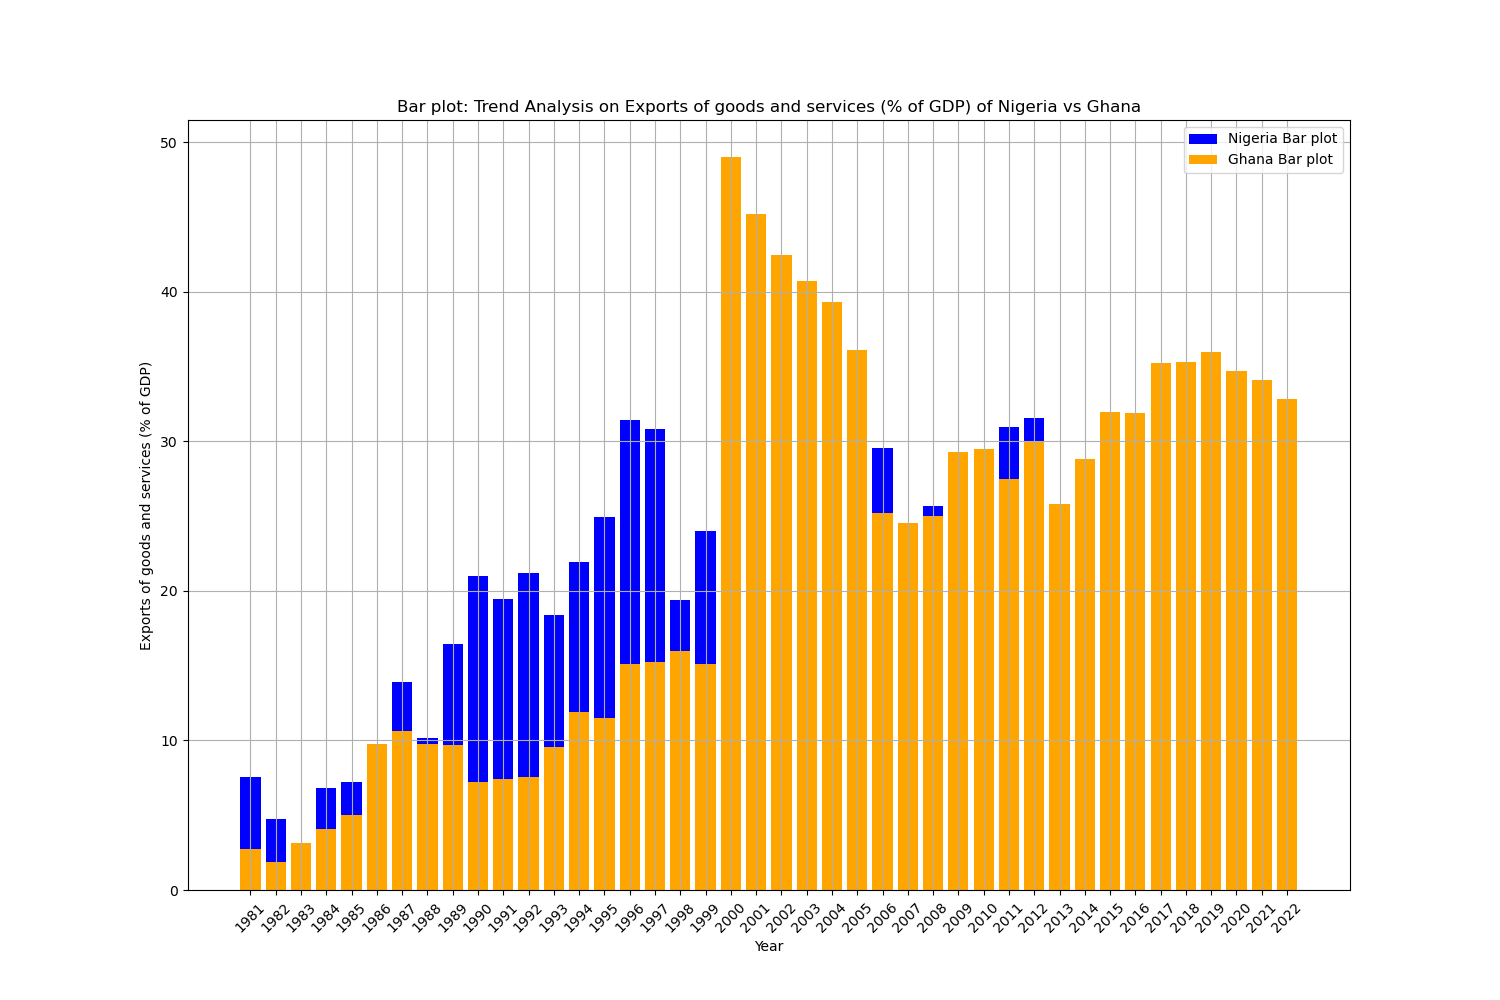 Bar plot: Trend Analysis on Exports of goods and services (% of GDP) of Nigeria vs Ghana
Nigeria Bar plot
Ghana Bar plot
Exports of goods and services (% of GDP)
50
40
30
20
10
0
1981 1982 1983 1984 1985 1986 1987 1988 1989 1990 1991 1992 1993 1994 1995 1996 1997 1998 1999 2000 2001 2002 2003 2004 2005 2006 2007 2008 2009 2010 2011 2012 2013 2014 2015 2016 2017 2018 2019 2020 2021 2022
Year